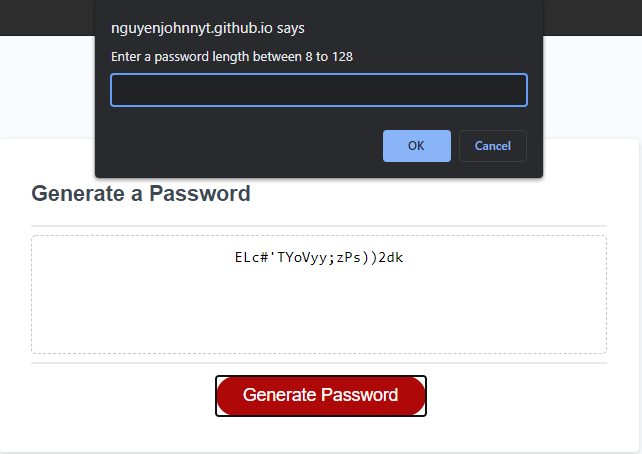 nguyenjohnnyt.github.io says
Enter a password length between 8 to 128
OK
Cancel
Generate a Password
ELc#'TYoVyy;zPs))2dk
Generate Password